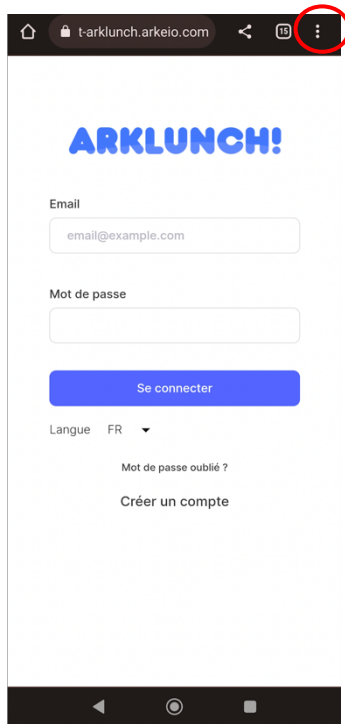 t-arklunch.arkeio.com
15
ARKLUNCH!
Email
email@example.com
Mot de passe
Se connecter
Langue FR
Mot de passe oublié ?
Créer un compte